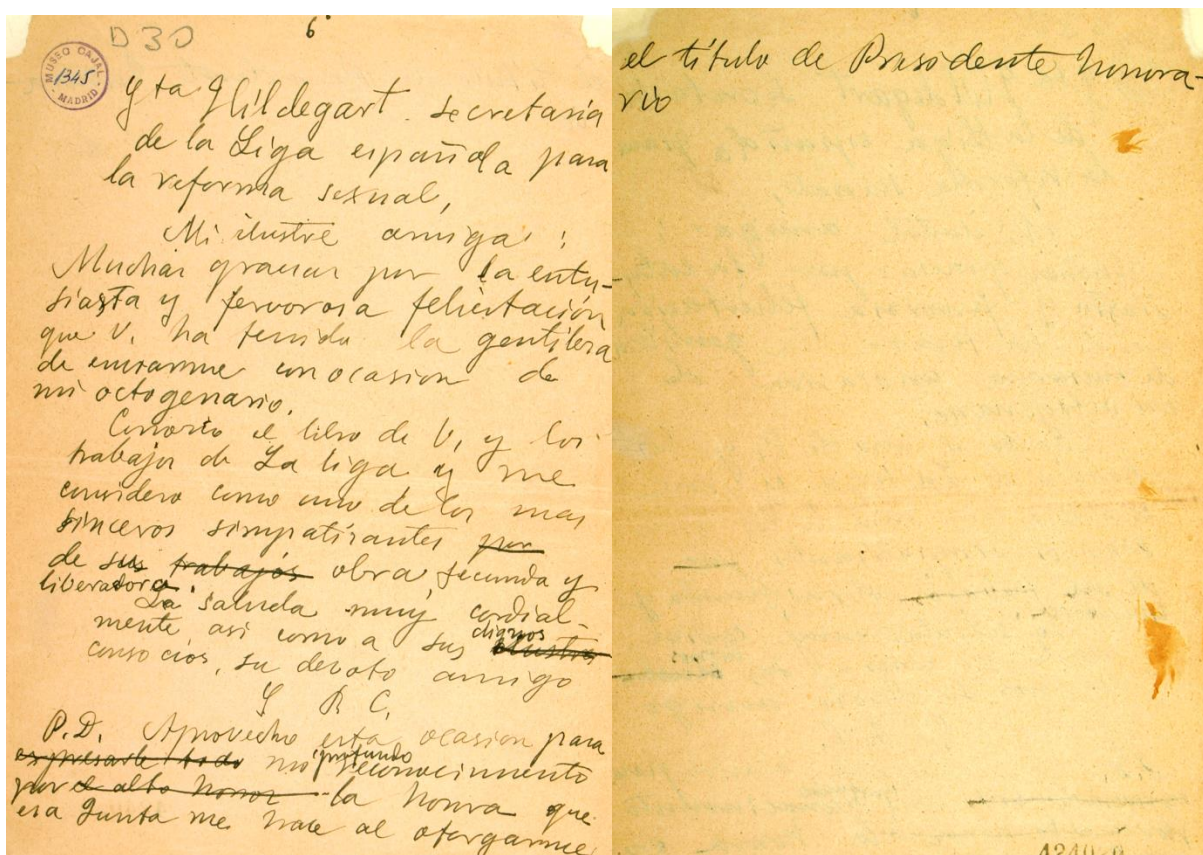 D30
6
MUSEO CAJAL
1345
MADRID
Sta Hildegart. secretaria
de la Liga española para
la reforma sexual,
Mi ilustre amiga:
Muchas gracias por la entu-
siasta y fervorosa felicitación
que V. ha tenido la gentileza
de enviarme con ocasion de
mi octogenario.
Conozco el libro de V. y los
trabajos de La liga y me
considero como uno de los mas
sinceros simpatizantes por
de sus trabajos obra fecunda y
liberadora.
La saluda muy cordial-
mente, asi como a sus dignos ilustres
consocios, su devoto amigo
S R C.
P.D. Aprovecho esta ocasion para
expresarle todo mi profundo reconocimiento
por el alto honor la honra que
esa Junta me hace al otorgarme
el título de Presidente honora-
rio